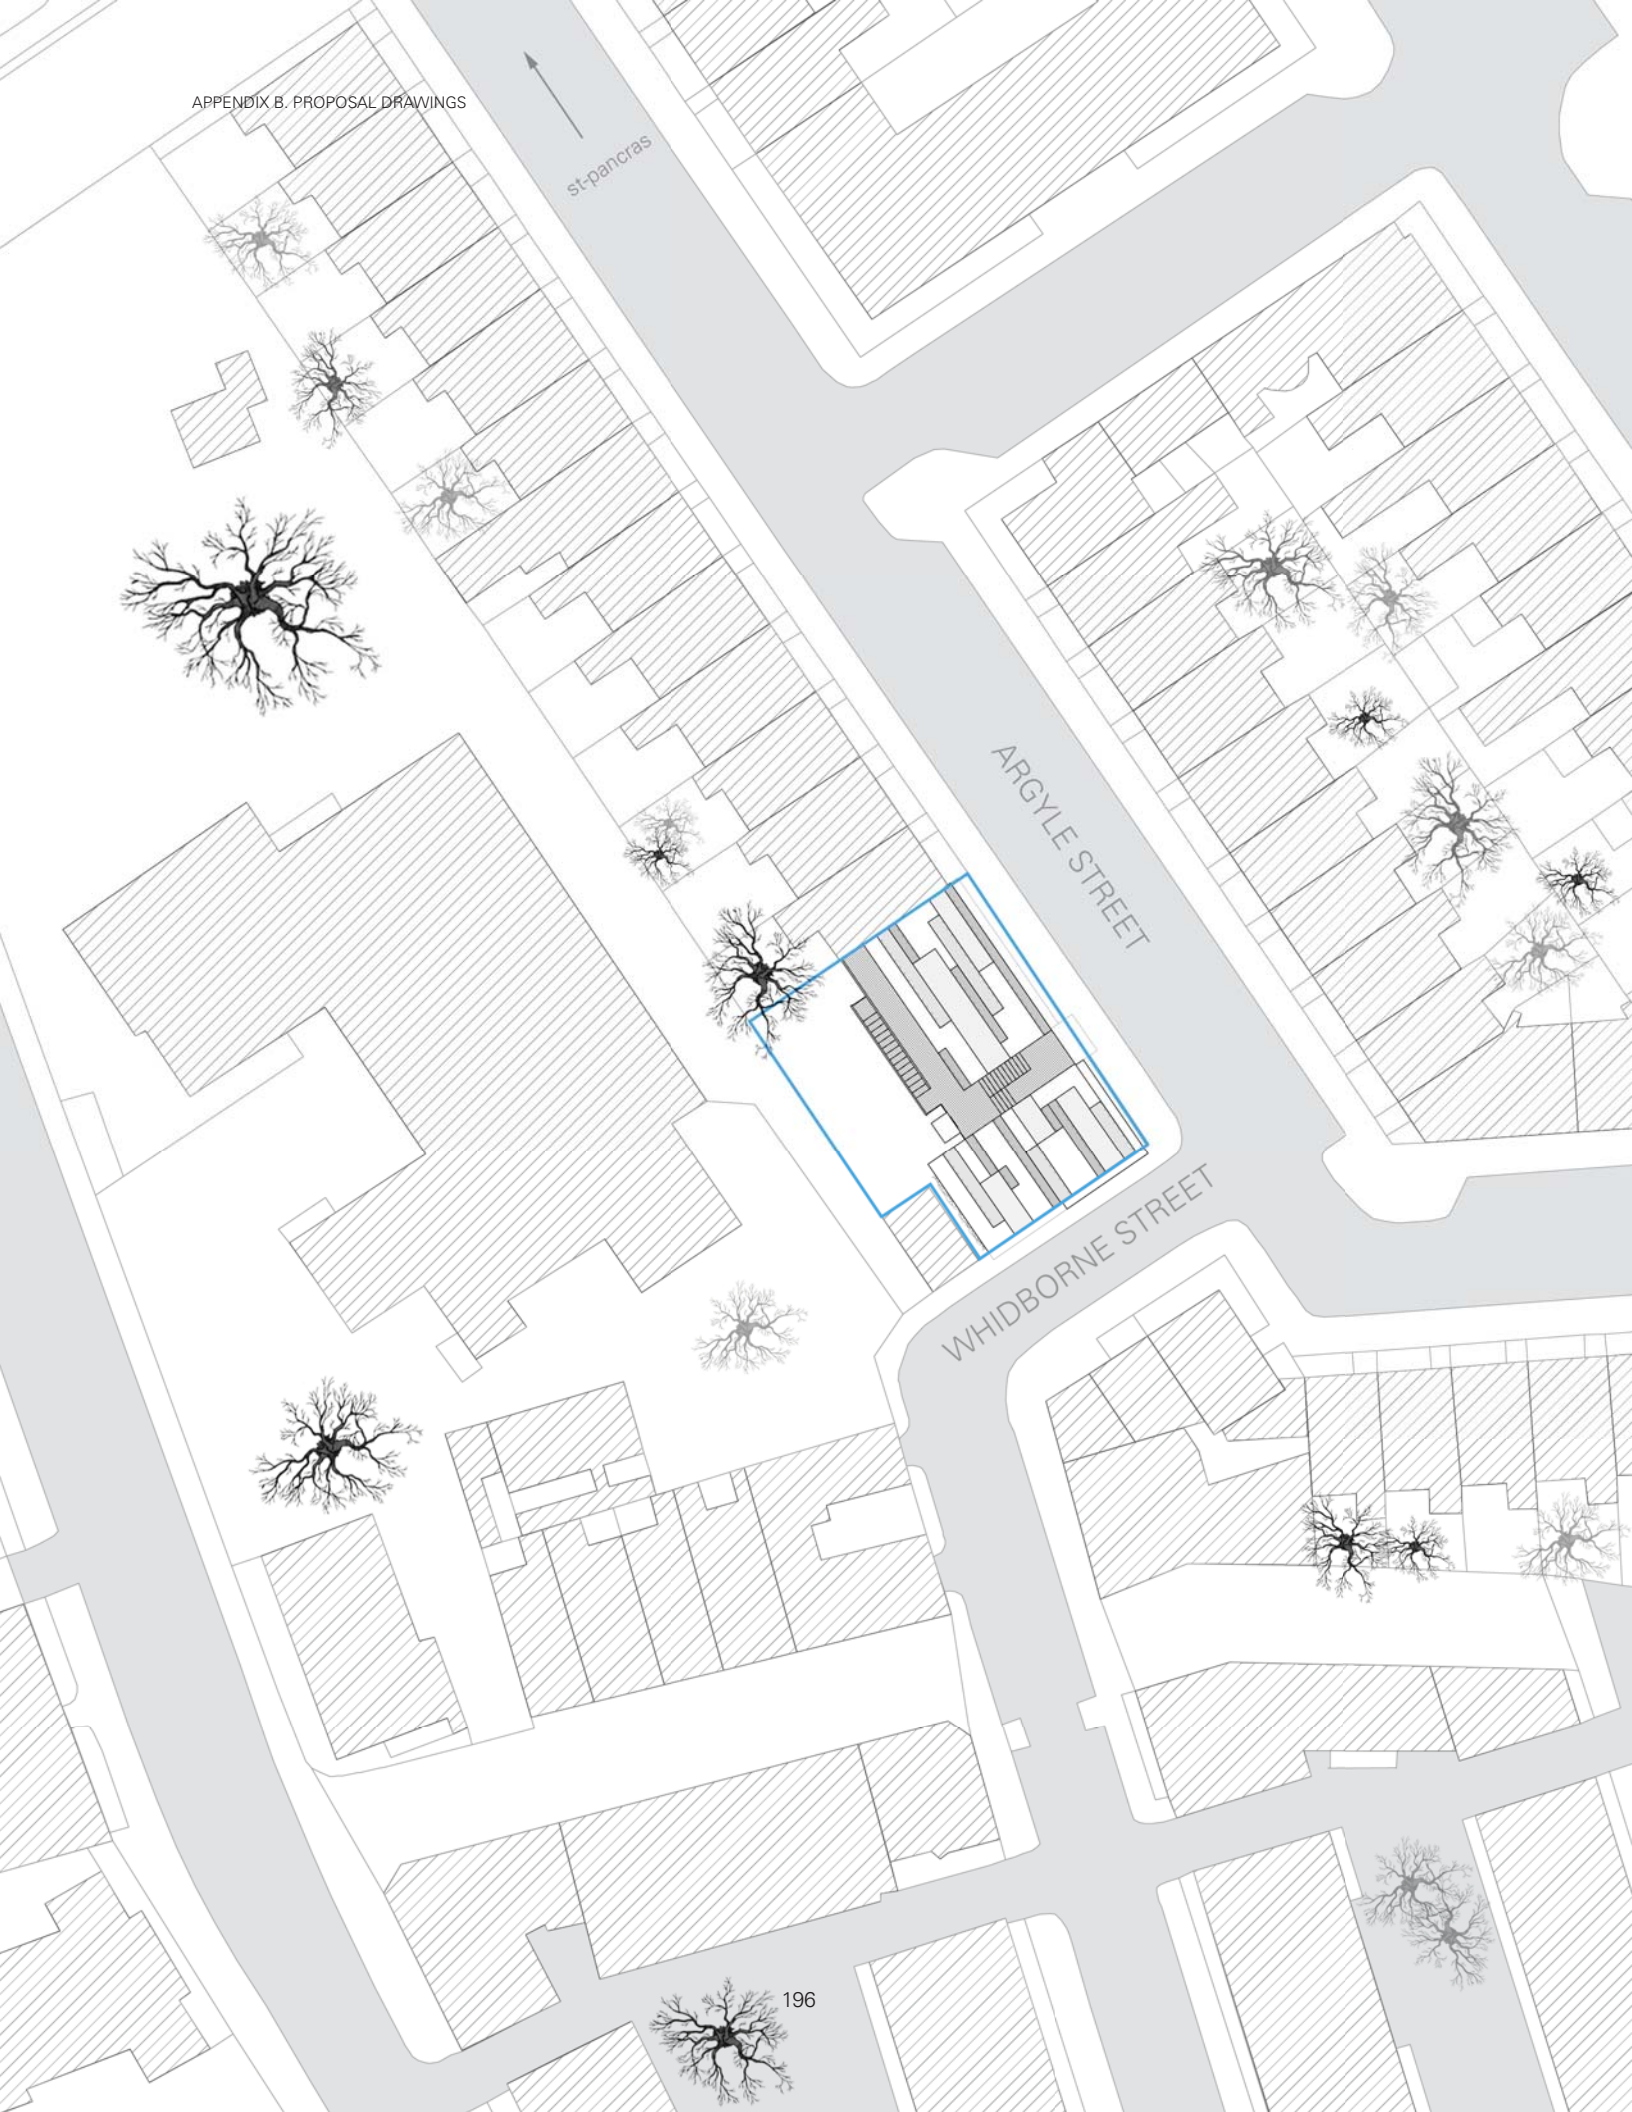 APPENDIX B. PROPOSAL DRAWINGS
st-pancras
ARGYLE STREET
WHIDBORNE STREET
196